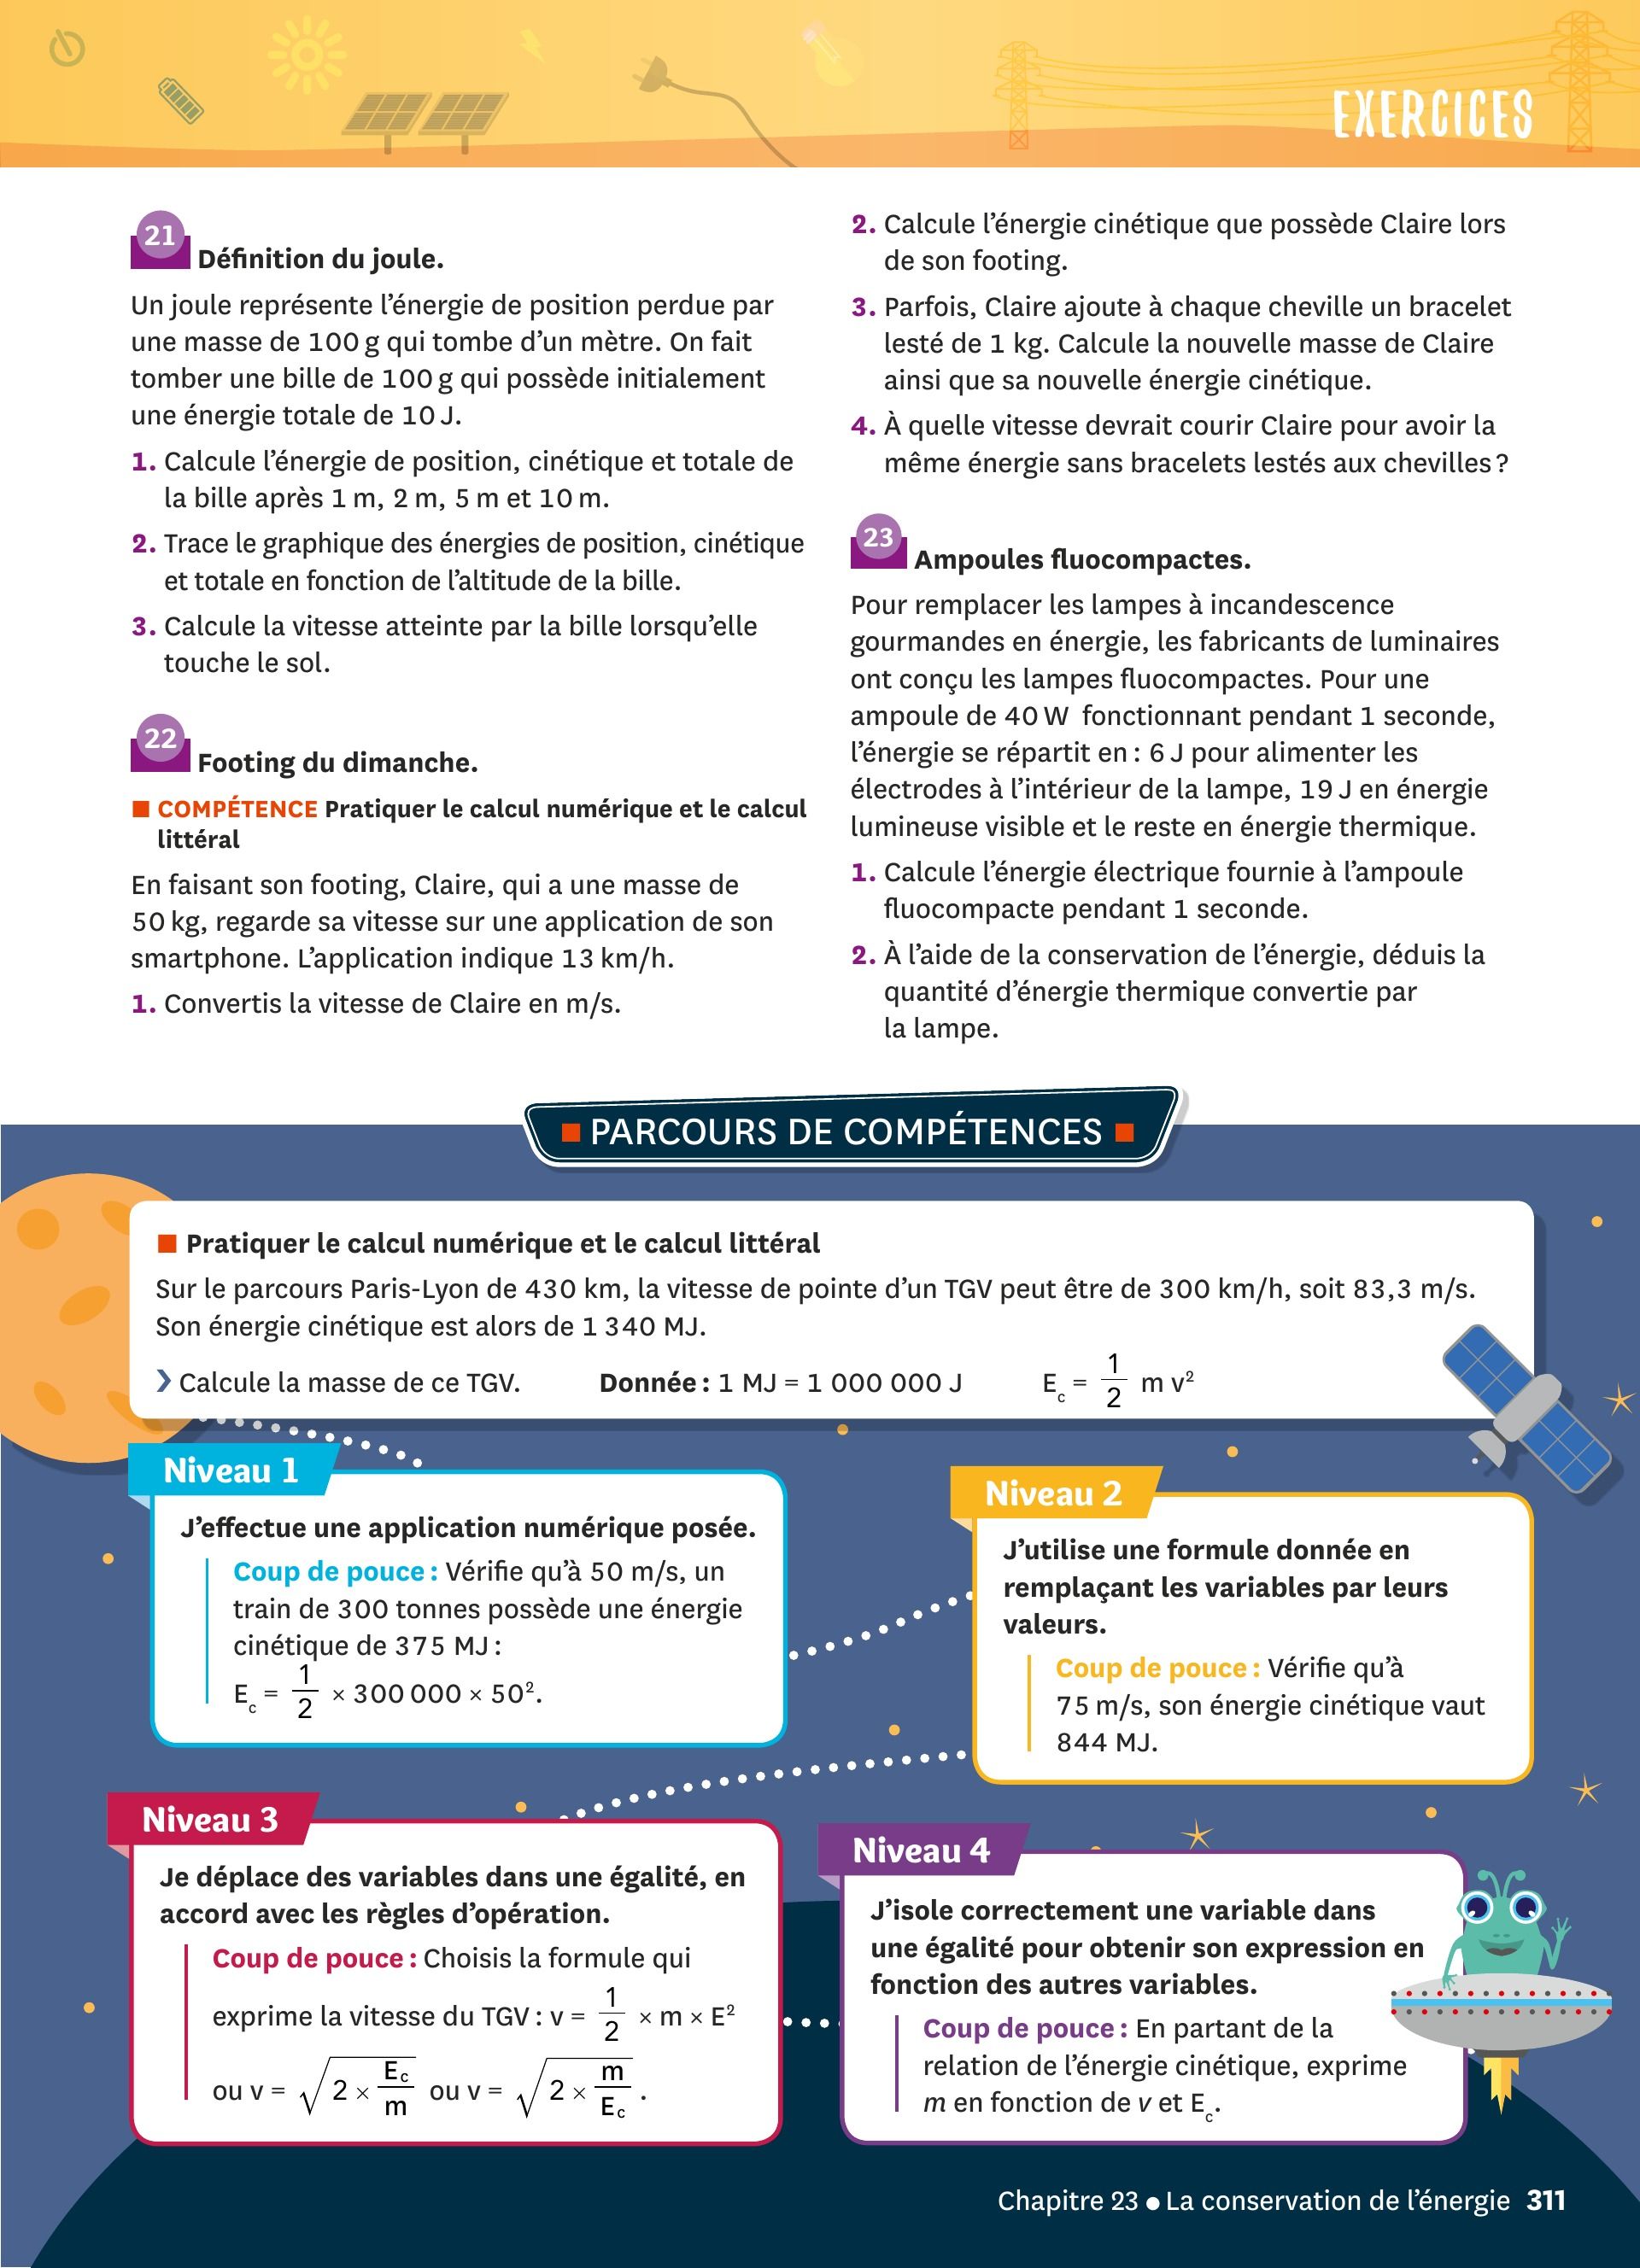 EXERCICES
21
Définition du joule.
Un joule représente l’énergie de position perdue par
une masse de 100 g qui tombe d’un mètre. On fait
tomber une bille de 100 g qui possède initialement
une énergie totale de 10 J.
1. Calcule l’énergie de position, cinétique et totale de
la bille après 1 m, 2 m, 5 m et 10 m.
2. Trace le graphique des énergies de position, cinétique
et totale en fonction de l’altitude de la bille.
3. Calcule la vitesse atteinte par la bille lorsqu’elle
touche le sol.
22
Footing du dimanche.
■ COMPÉTENCE Pratiquer le calcul numérique et le calcul
littéral
En faisant son footing, Claire, qui a une masse de
50 kg, regarde sa vitesse sur une application de son
smartphone. L’application indique 13 km/h.
1. Convertis la vitesse de Claire en m/s.
2. Calcule l’énergie cinétique que possède Claire lors
de son footing.
3. Parfois, Claire ajoute à chaque cheville un bracelet
lesté de 1 kg. Calcule la nouvelle masse de Claire
ainsi que sa nouvelle énergie cinétique.
4. À quelle vitesse devrait courir Claire pour avoir la
même énergie sans bracelets lestés aux chevilles ?
23
Ampoules fluocompactes.
Pour remplacer les lampes à incandescence
gourmandes en énergie, les fabricants de luminaires
ont conçu les lampes fluocompactes. Pour une
ampoule de 40 W fonctionnant pendant 1 seconde,
l’énergie se répartit en : 6 J pour alimenter les
électrodes à l’intérieur de la lampe, 19 J en énergie
lumineuse visible et le reste en énergie thermique.
1. Calcule l’énergie électrique fournie à l’ampoule
fluocompacte pendant 1 seconde.
2. À l’aide de la conservation de l’énergie, déduis la
quantité d’énergie thermique convertie par
la lampe.
■ PARCOURS DE COMPÉTENCES ■
■ Pratiquer le calcul numérique et le calcul littéral
Sur le parcours Paris-Lyon de 430 km, la vitesse de pointe d’un TGV peut être de 300 km/h, soit 83,3 m/s.
Son énergie cinétique est alors de 1 340 MJ.
❯ Calcule la masse de ce TGV. Donnée : 1 MJ = 1 000 000 J E_c = 1/2 m v²
Niveau 1
J’effectue une application numérique posée.
Coup de pouce : Vérifie qu’à 50 m/s, un
train de 300 tonnes possède une énergie
cinétique de 375 MJ :
E_c = 1/2 × 300 000 × 50².
Niveau 2
J’utilise une formule donnée en
remplaçant les variables par leurs
valeurs.
Coup de pouce : Vérifie qu’à
75 m/s, son énergie cinétique vaut
844 MJ.
Niveau 3
Je déplace des variables dans une égalité, en
accord avec les règles d’opération.
Coup de pouce : Choisis la formule qui
exprime la vitesse du TGV : v = 1/2 × m × E²
ou v = √(2 × E_c/m) ou v = √(2 × m/E_c).
Niveau 4
J’isole correctement une variable dans
une égalité pour obtenir son expression en
fonction des autres variables.
Coup de pouce : En partant de la
relation de l’énergie cinétique, exprime
m en fonction de v et E_c.
Chapitre 23 ● La conservation de l’énergie 311